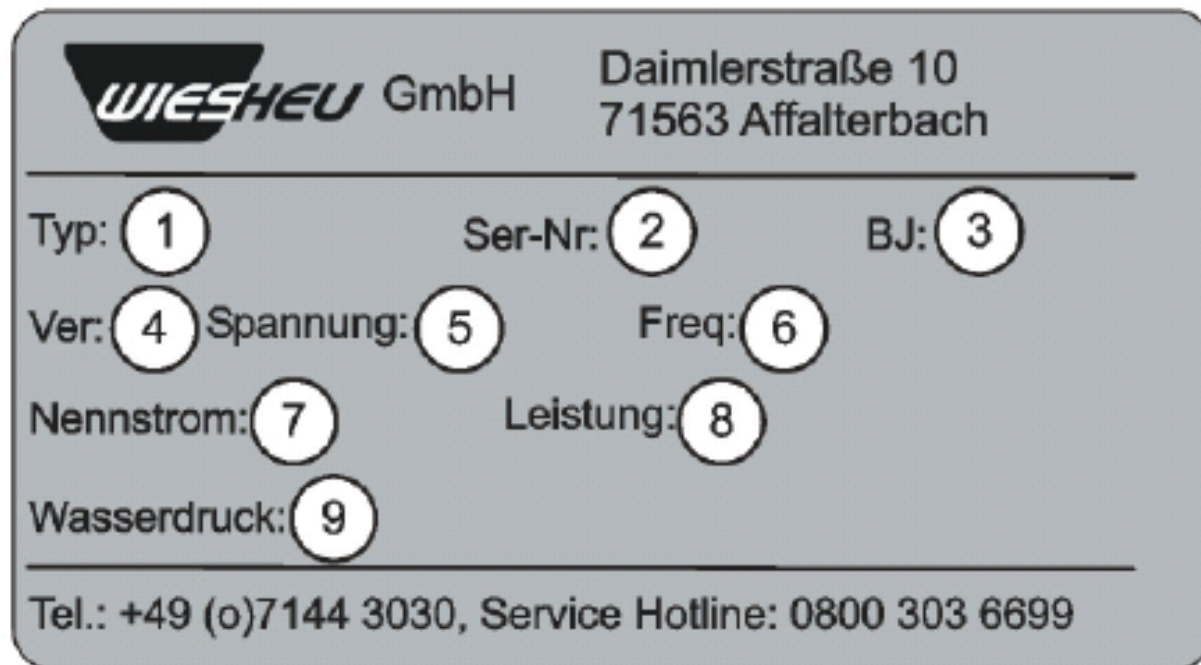 WIESHEU GmbH
Daimlerstraße 10
71563 Affalterbach
Typ: 1 Ser-Nr: 2 BJ: 3
Ver: 4 Spannung: 5 Freq: 6
Nennstrom: 7 Leistung: 8
Wasserdruck: 9
Tel.: +49 (o)7144 3030, Service Hotline: 0800 303 6699